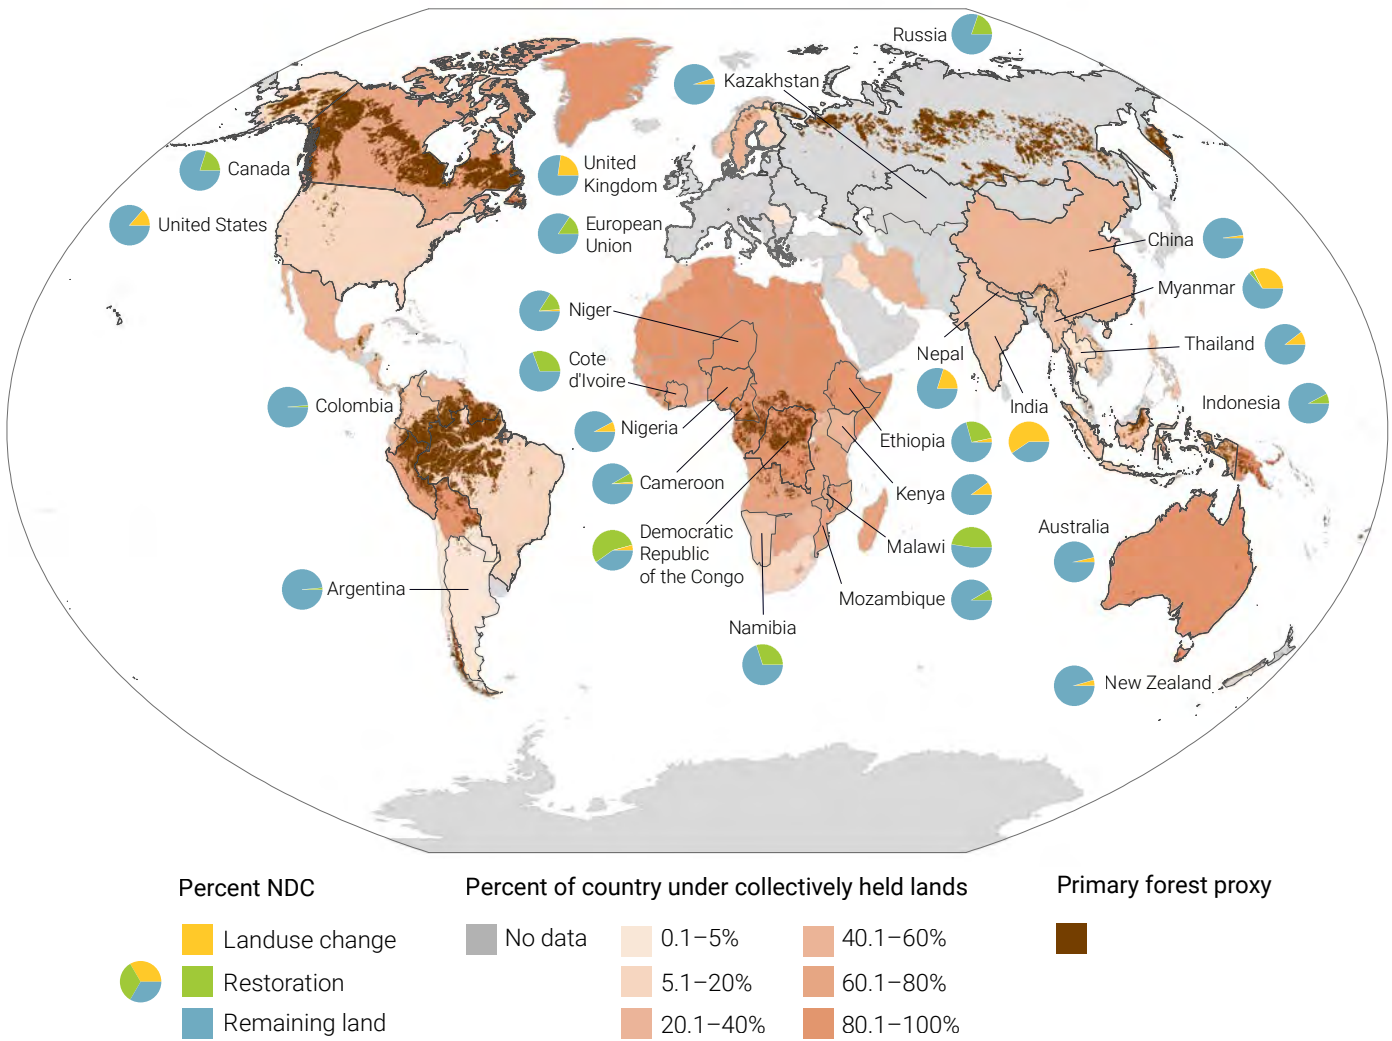 Russia
Kazakhstan
Canada
United
Kingdom
United States
European
Union
China
Myanmar
Niger
Thailand
Nepal
Cote
d'Ivoire
Indonesia
Colombia
India
Nigeria
Ethiopia
Cameroon
Kenya
Democratic
Republic
of the Congo
Australia
Malawi
Argentina
Mozambique
Namibia
New Zealand
Percent NDC
Landuse change
Restoration
Remaining land
Percent of country under collectively held lands
No data
0.1–5%
5.1–20%
20.1–40%
40.1–60%
60.1–80%
80.1–100%
Primary forest proxy